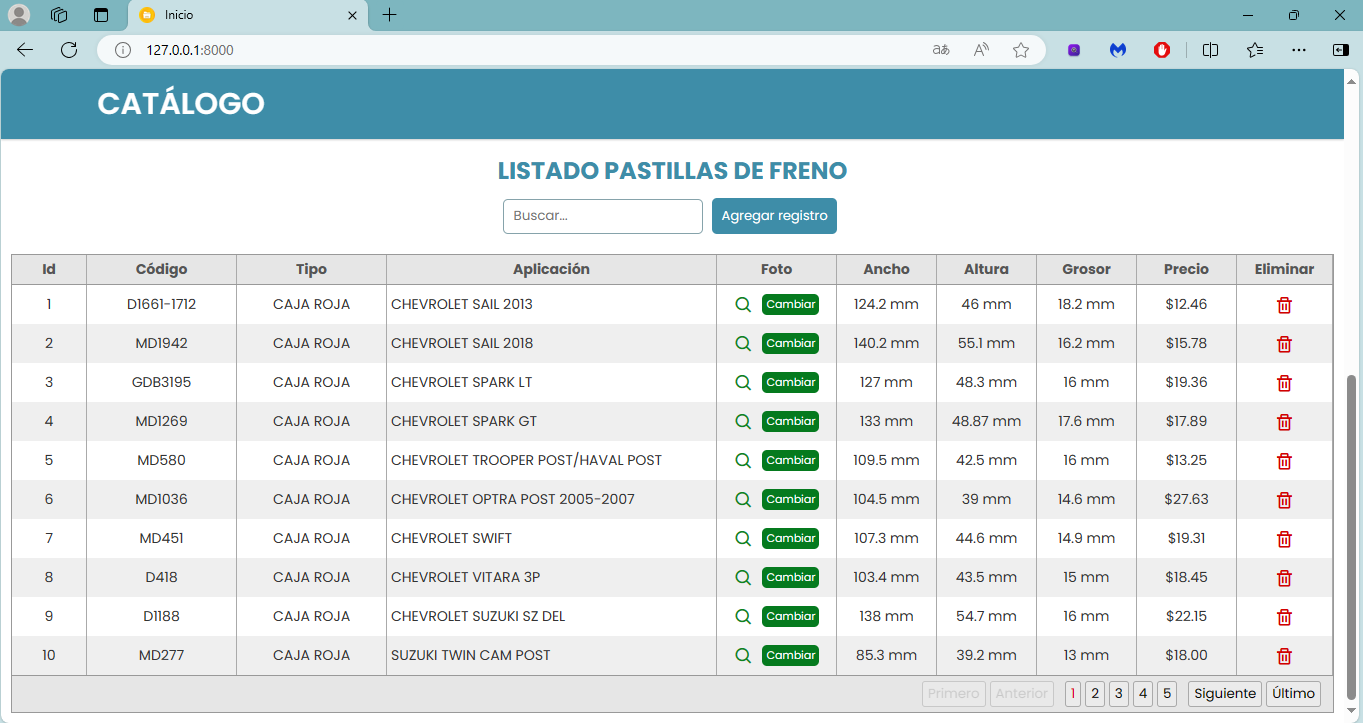 Inicio
127.0.0.1:8000
CATÁLOGO
LISTADO PASTILLAS DE FRENO
Buscar... Agregar registro
Id Código Tipo Aplicación Foto Ancho Altura Grosor Precio Eliminar
1 D1661-1712 CAJA ROJA CHEVROLET SAIL 2013 Cambiar 124.2 mm 46 mm 18.2 mm $12.46
2 MD1942 CAJA ROJA CHEVROLET SAIL 2018 Cambiar 140.2 mm 55.1 mm 16.2 mm $15.78
3 GDB3195 CAJA ROJA CHEVROLET SPARK LT Cambiar 127 mm 48.3 mm 16 mm $19.36
4 MD1269 CAJA ROJA CHEVROLET SPARK GT Cambiar 133 mm 48.87 mm 17.6 mm $17.89
5 MD580 CAJA ROJA CHEVROLET TROOPER POST/HAVAL POST Cambiar 109.5 mm 42.5 mm 16 mm $13.25
6 MD1036 CAJA ROJA CHEVROLET OPTRA POST 2005-2007 Cambiar 104.5 mm 39 mm 14.6 mm $27.63
7 MD451 CAJA ROJA CHEVROLET SWIFT Cambiar 107.3 mm 44.6 mm 14.9 mm $19.31
8 D418 CAJA ROJA CHEVROLET VITARA 3P Cambiar 103.4 mm 43.5 mm 15 mm $18.45
9 D1188 CAJA ROJA CHEVROLET SUZUKI SZ DEL Cambiar 138 mm 54.7 mm 16 mm $22.15
10 MD277 CAJA ROJA SUZUKI TWIN CAM POST Cambiar 85.3 mm 39.2 mm 13 mm $18.00
Primero Anterior 1 2 3 4 5 Siguiente Último